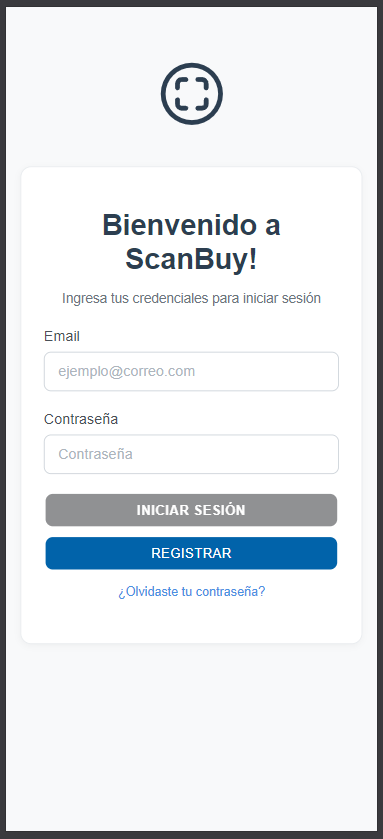 Bienvenido a
ScanBuy!
Ingresa tus credenciales para iniciar sesión
Email
ejemplo@correo.com
Contraseña
Contraseña
INICIAR SESIÓN
REGISTRAR
¿Olvidaste tu contraseña?